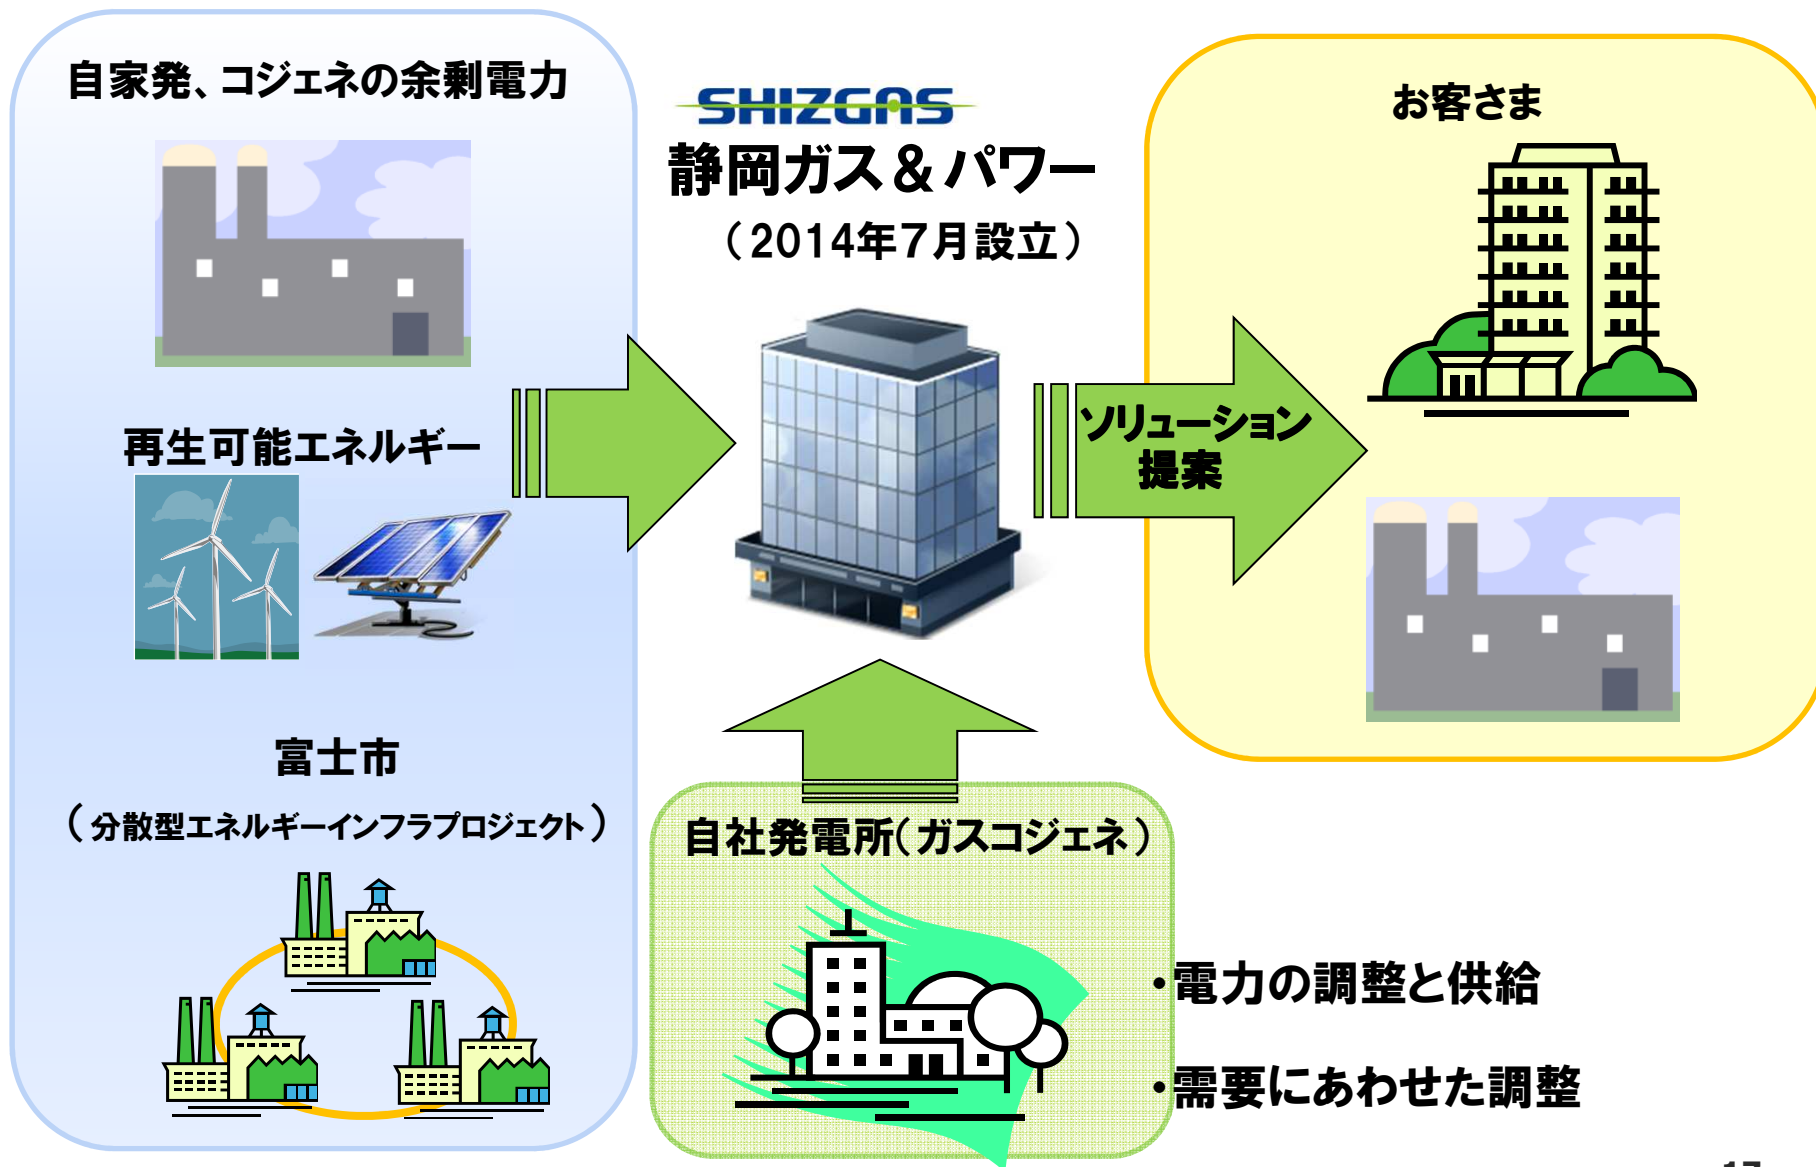 自家発、コジェネの余剰電力
再生可能エネルギー
富士市
(分散型エネルギーインフラプロジェクト)
SHIZGAS
静岡ガス＆パワー
(2014年7月設立)
ソリューション
提案
お客さま
自社発電所(ガスコジェネ)
・電力の調整と供給
・需要にあわせた調整